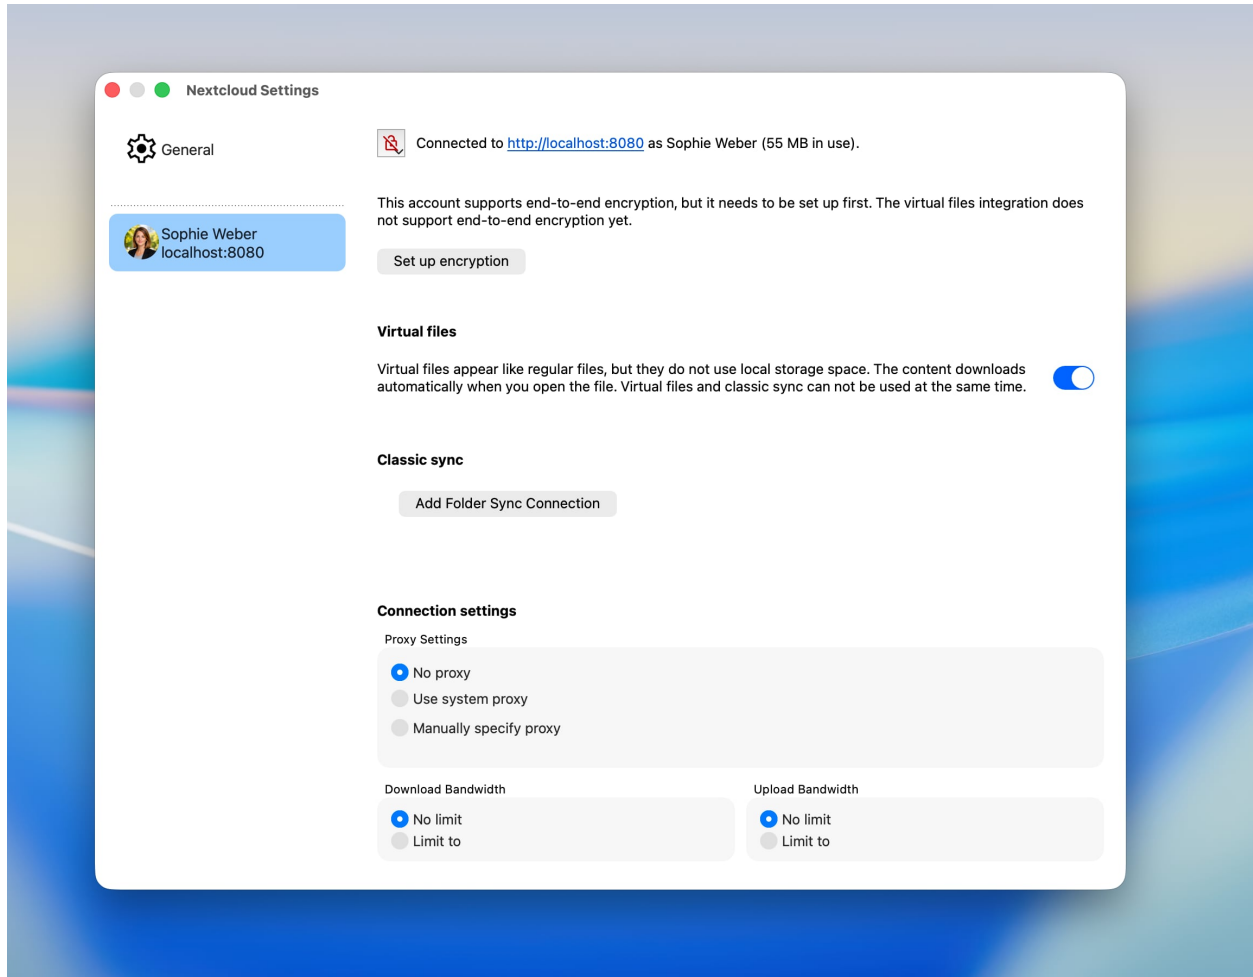 Nextcloud Settings
General
Sophie Weber
localhost:8080
Connected to http://localhost:8080 as Sophie Weber (55 MB in use).
This account supports end-to-end encryption, but it needs to be set up first. The virtual files integration does
not support end-to-end encryption yet.
Set up encryption
Virtual files
Virtual files appear like regular files, but they do not use local storage space. The content downloads
automatically when you open the file. Virtual files and classic sync can not be used at the same time.
Classic sync
Add Folder Sync Connection
Connection settings
Proxy Settings
No proxy
Use system proxy
Manually specify proxy
Download Bandwidth
No limit
Limit to
Upload Bandwidth
No limit
Limit to